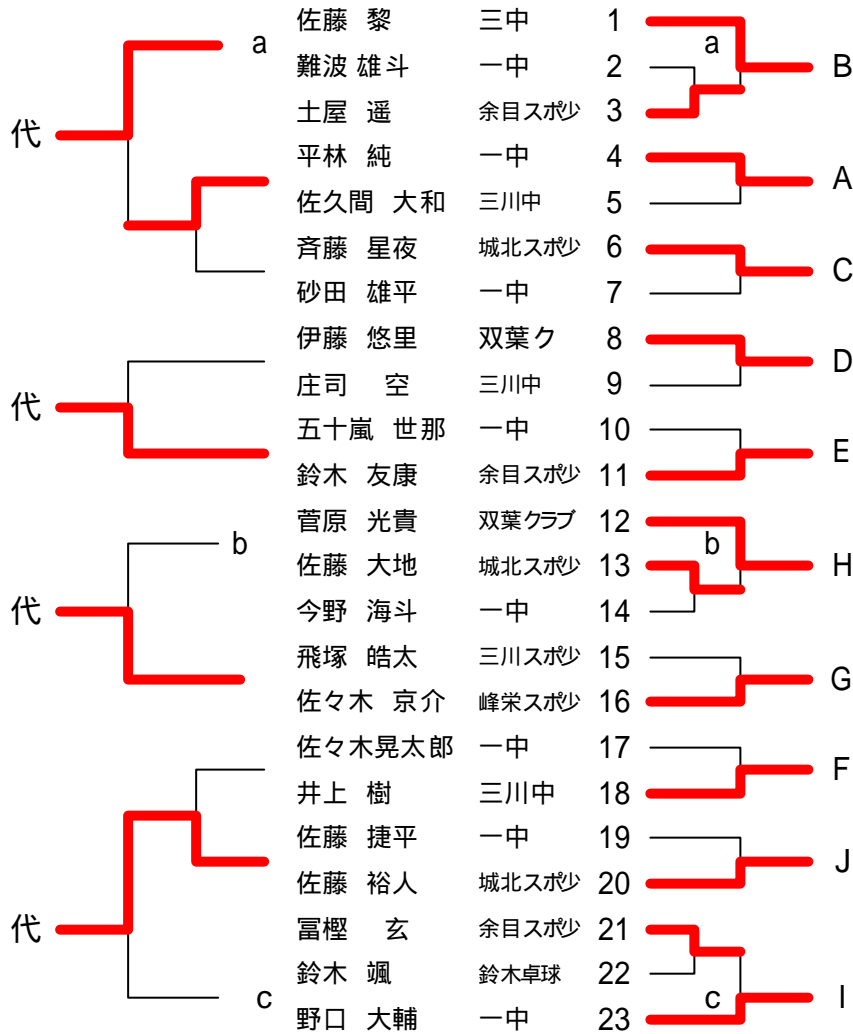 佐藤 黎 三中 1
a a
難波 雄斗 一中 2 B
土屋 遥 余目スポ少 3
代
平林 純 一中 4
A
佐久間 大和 三川中 5
斉藤 星夜 城北スポ少 6
C
砂田 雄平 一中 7
伊藤 悠里 双葉ク 8
D
庄司 空 三川中 9
代
五十嵐 世那 一中 10
E
鈴木 友康 余目スポ少 11
菅原 光貴 双葉クラブ 12
b b
佐藤 大地 城北スポ少 13 H
代
今野 海斗 一中 14
飛塚 皓太 三川スポ少 15
G
佐々木 京介 峰栄スポ少 16
佐々木晃太郎 一中 17
F
井上 樹 三川中 18
佐藤 捷平 一中 19
J
佐藤 裕人 城北スポ少 20
代
冨樫 玄 余目スポ少 21
鈴木 颯 鈴木卓球 22
c c I
野口 大輔 一中 23